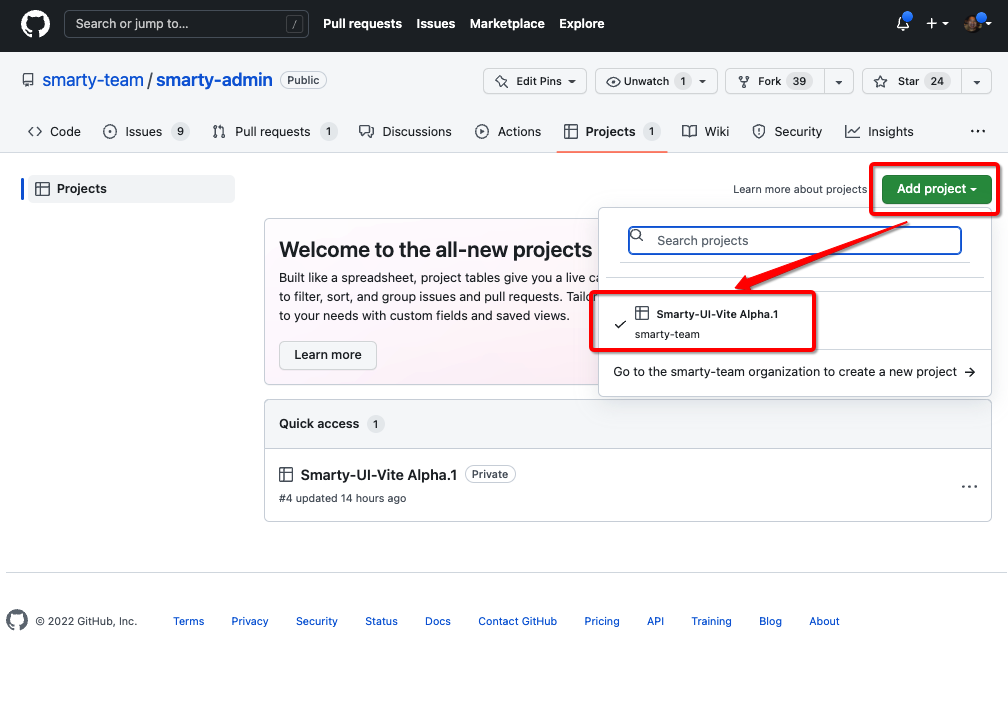 Search or jump to... /
Pull requests Issues Marketplace Explore
smarty-team / smarty-admin Public
Edit Pins Unwatch 1 Fork 39 Star 24
Code Issues 9 Pull requests 1 Discussions Actions Projects 1 Wiki Security Insights
Projects
Learn more about projects
Add project
Search projects
Welcome to the all-new projects
Built like a spreadsheet, project tables give you a live ca
to filter, sort, and group issues and pull requests. Tailor
to your needs with custom fields and saved views.
Learn more
Smarty-UI-Vite Alpha.1
smarty-team
Go to the smarty-team organization to create a new project →
Quick access 1
Smarty-UI-Vite Alpha.1 Private
#4 updated 14 hours ago
© 2022 GitHub, Inc. Terms Privacy Security Status Docs Contact GitHub Pricing API Training Blog About